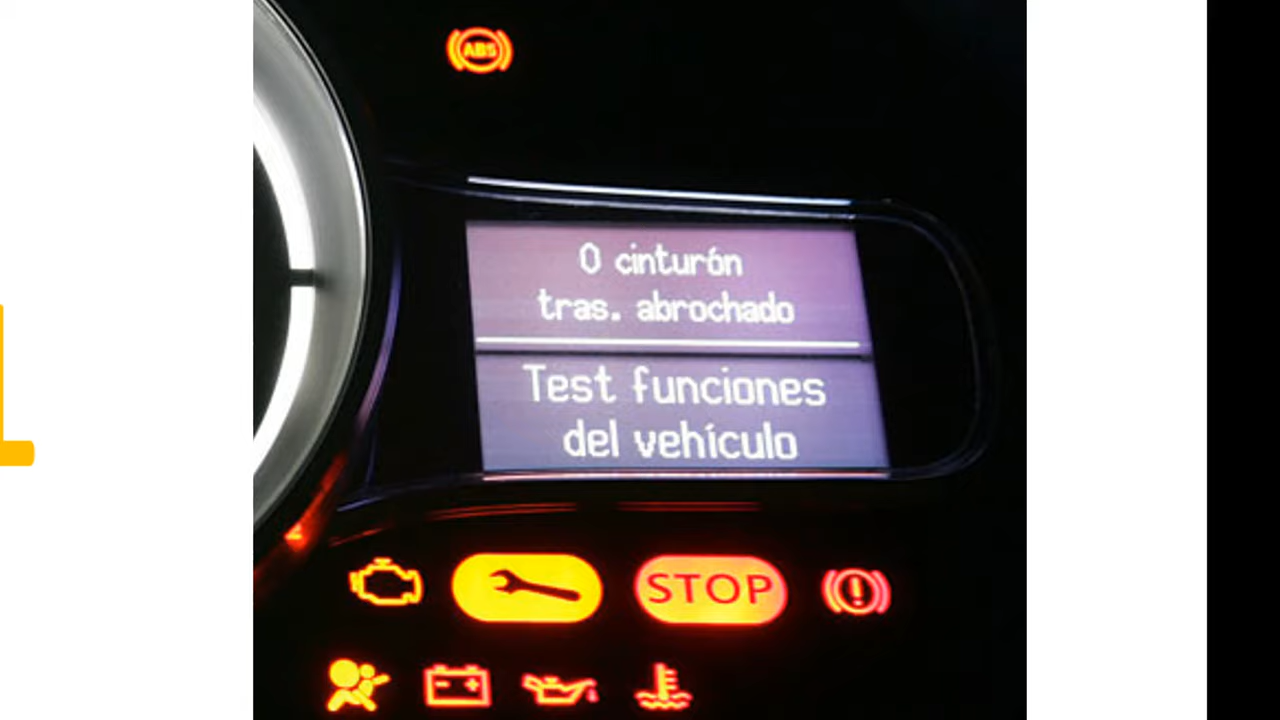 ABS
0 cinturón
tras. abrochado
Test funciones
del vehículo
STOP